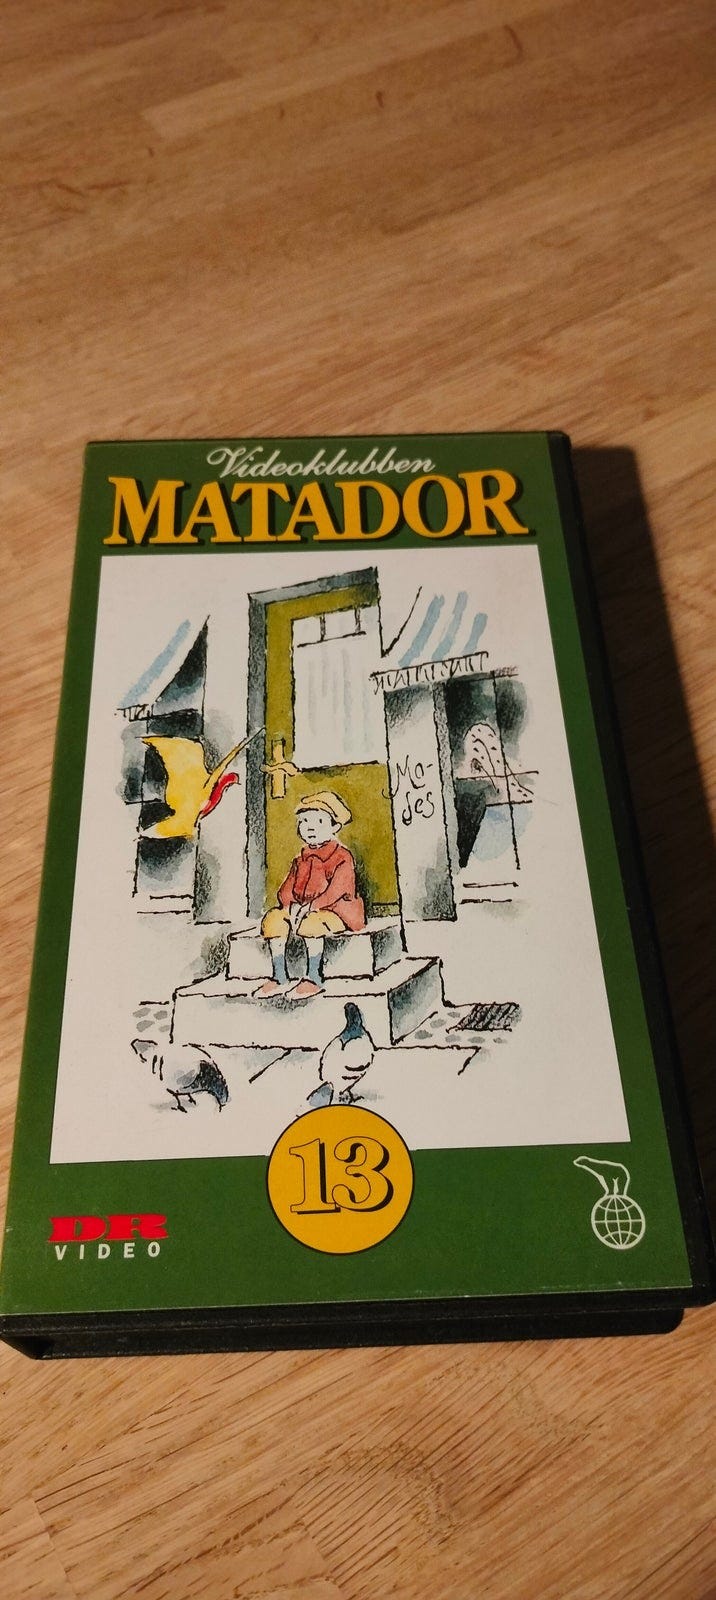 Videoklubben
MATADOR
Mo-
des
13
DR
VIDEO